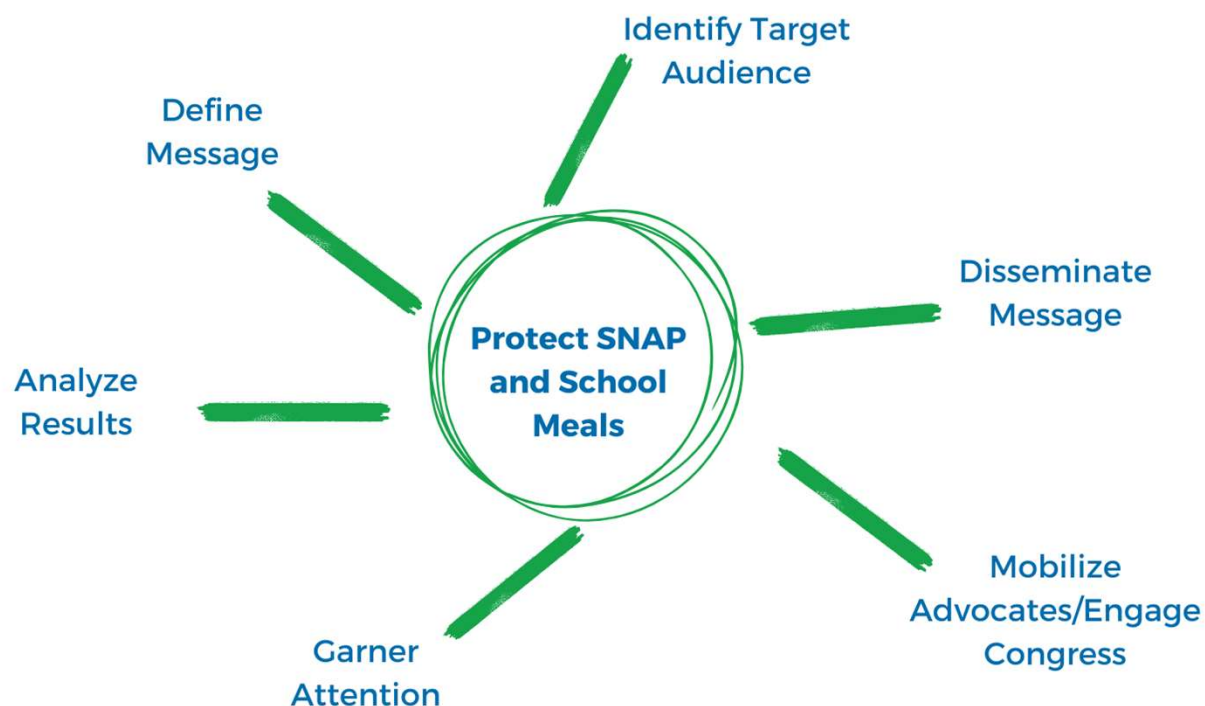 Identify Target
Audience
Define
Message
Disseminate
Message
Protect SNAP
and School
Meals
Analyze
Results
Mobilize
Advocates/Engage
Congress
Garner
Attention